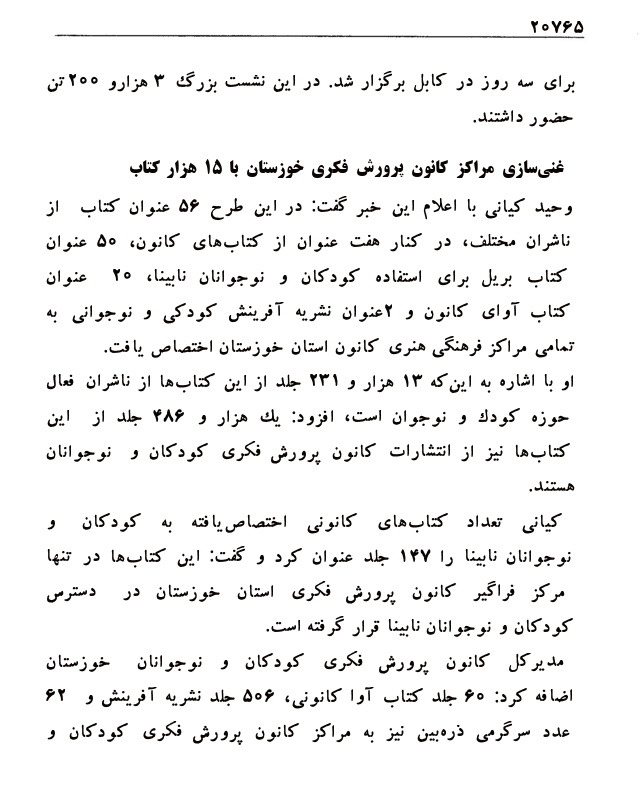 ۲۰۷۶۵
برای سه روز در کابل برگزار شد. در این نشست بزرگ ۳ هزارو ۲۰۰ تن
حضور داشتند.
غنی‌سازی مراکز کانون پرورش فکری خوزستان با ۱۵ هزار کتاب
وحید کیانی با اعلام این خبر گفت: در این طرح ۵۶ عنوان کتاب از
ناشران مختلف، در کنار هفت عنوان از کتاب‌های کانون، ۵۰ عنوان
کتاب بریل برای استفاده کودکان و نوجوانان نابینا، ۲۰ عنوان
کتاب آوای کانون و ۲عنوان نشریه آفرینش کودکی و نوجوانی به
تمامی مراکز فرهنگی هنری کانون استان خوزستان اختصاص یافت.
او با اشاره به این‌که ۱۳ هزار و ۲۳۱ جلد از این کتاب‌ها از ناشران فعال
حوزه کودک و نوجوان است، افزود: یک هزار و ۴۸۶ جلد از این
کتاب‌ها نیز از انتشارات کانون پرورش فکری کودکان و نوجوانان
هستند.
کیانی تعداد کتاب‌های کانونی اختصاص‌یافته به کودکان و
نوجوانان نابینا را ۱۴۷ جلد عنوان کرد و گفت: این کتاب‌ها در تنها
مرکز فراگیر کانون پرورش فکری استان خوزستان در دسترس
کودکان و نوجوانان نابینا قرار گرفته است.
مدیرکل کانون پرورش فکری کودکان و نوجوانان خوزستان
اضافه کرد: ۶۰ جلد کتاب آوا کانونی، ۵۰۶ جلد نشریه آفرینش و ۶۲
عدد سرگرمی ذره‌بین نیز به مراکز کانون پرورش فکری کودکان و